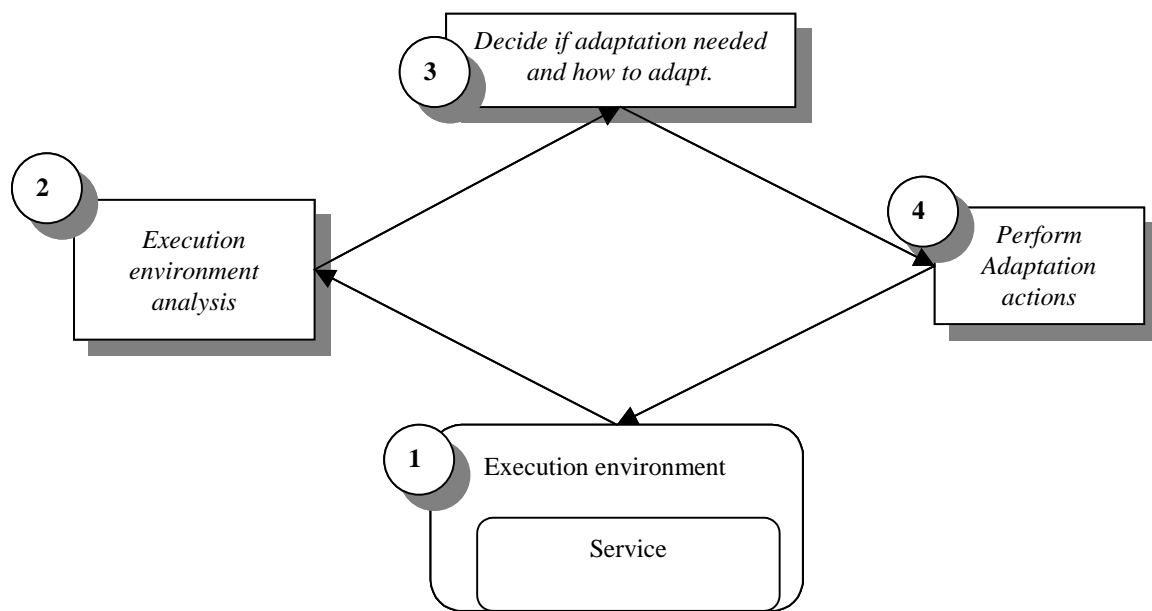 3
Decide if adaptation needed
and how to adapt.
2
Execution
environment
analysis
4
Perform
Adaptation
actions
1
Execution environment
Service